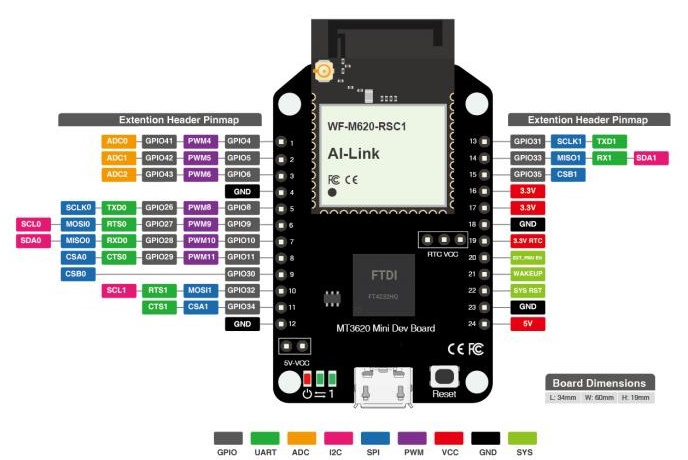 WF-M620-RSC1
AI-Link
FC CE
Extention Header Pinmap
ADC0 GPIO41 PWM4 GPIO4 1
ADC1 GPIO42 PWM5 GPIO5 2
ADC2 GPIO43 PWM6 GPIO6 3
GND 4
SCLK0 TXD0 GPIO26 PWM8 GPIO8 5
SCL0 MOSI0 RTS0 GPIO27 PWM9 GPIO9 6
SDA0 MISO0 RXD0 GPIO28 PWM10 GPIO10 7
CSA0 CTS0 GPIO29 PWM11 GPIO11 8
CSB0 GPIO30 9
SCL1 RTS1 MOSI1 GPIO32 10
CTS1 CSA1 GPIO34 11
GND 12
Extention Header Pinmap
13 GPIO31 SCLK1 TXD1
14 GPIO33 MISO1 RX1 SDA1
15 GPIO35 CSB1
16 3.3V
17 3.3V
18 GND
19 3.3V RTC
20 EXT_PMU EN
21 WAKEUP
22 SYS RST
23 GND
24 5V
RTC VCC
FTDI
FT4232HQ
MT3620 Mini Dev Board
CE FC
5V-VCC
1
Reset
Board Dimensions
L: 34mm W: 60mm H: 19mm
GPIO UART ADC I2C SPI PWM VCC GND SYS